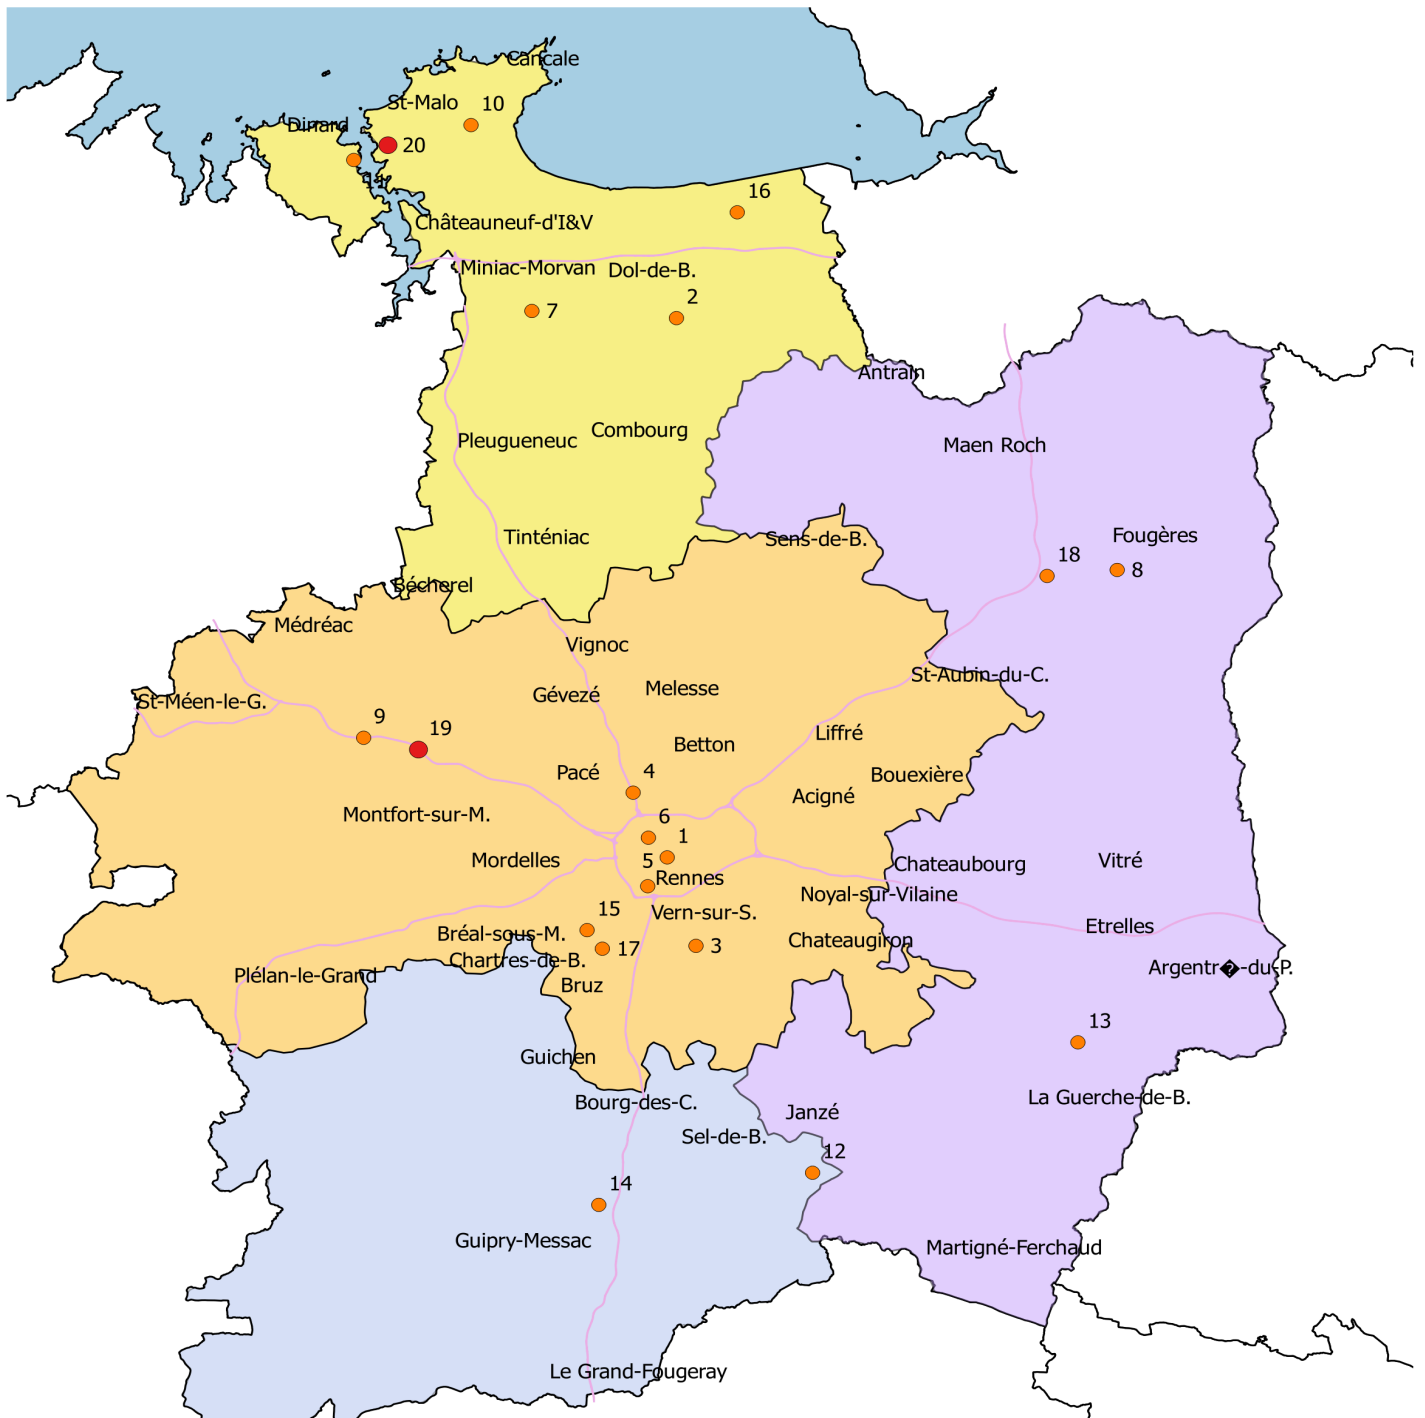 Cancale
St-Malo
10
Dinard
20
11
16
Châteauneuf-d'I&V
Miniac-Morvan
Dol-de-B.
7
2
Antrain
Combourg
Pleugueneuc
Maen Roch
Tinténiac
Sens-de-B.
Fougères
18
8
Bécherel
Médréac
Vignoc
St-Aubin-du-C.
Gévezé
Melesse
St-Méen-le-G.
9
19
Liffré
Betton
Pacé
4
Bouexière
Acigné
Montfort-sur-M.
6
1
Mordelles
5
Chateaubourg
Vitré
Rennes
Noyal-sur-Vilaine
15
Vern-sur-S.
Etrelles
Bréal-sous-M.
17
3
Chateaugiron
Chartres-de-B.
Argentr�-du-P.
Plélan-le-Grand
Bruz
13
Guichen
La Guerche-de-B.
Bourg-des-C.
Janzé
Sel-de-B.
12
14
Guipry-Messac
Martigné-Ferchaud
Le Grand-Fougeray